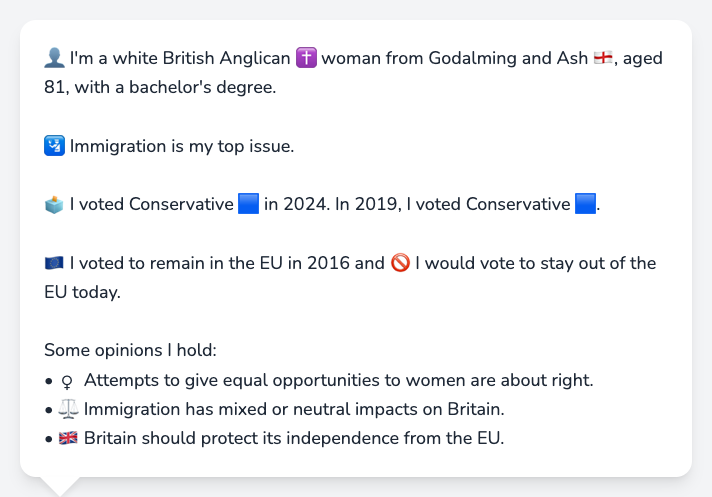 👤 I'm a white British Anglican ✝️ woman from Godalming and Ash 🏴󠁧󠁢󠁥󠁮󠁧󠁿, aged
81, with a bachelor's degree.
🛂 Immigration is my top issue.
🗳️ I voted Conservative 🟦 in 2024. In 2019, I voted Conservative 🟦.
🇪🇺 I voted to remain in the EU in 2016 and 🚫 I would vote to stay out of the
EU today.
Some opinions I hold:
• ♀ Attempts to give equal opportunities to women are about right.
• ⚖️ Immigration has mixed or neutral impacts on Britain.
• 🇬🇧 Britain should protect its independence from the EU.